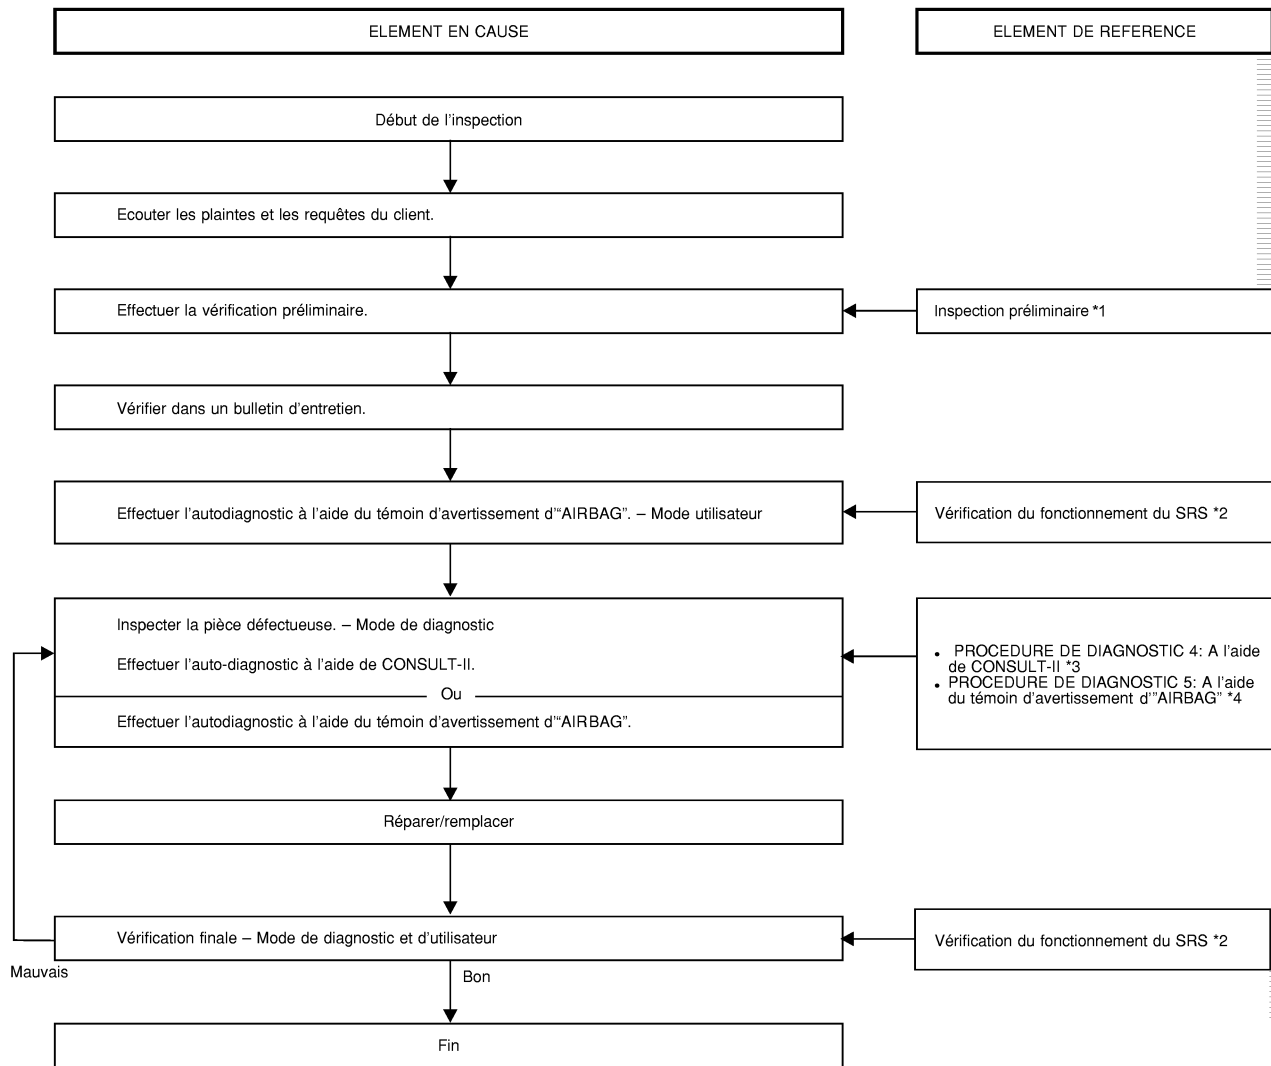 ELEMENT EN CAUSE
ELEMENT DE REFERENCE
Début de l'inspection
Ecouter les plaintes et les requêtes du client.
Effectuer la vérification préliminaire.
Inspection préliminaire *1
Vérifier dans un bulletin d'entretien.
Effectuer l'autodiagnostic à l'aide du témoin d'avertissement d'“AIRBAG”. – Mode utilisateur
Vérification du fonctionnement du SRS *2
Inspecter la pièce défectueuse. – Mode de diagnostic
Effectuer l'auto-diagnostic à l'aide de CONSULT-II.
Ou
Effectuer l'autodiagnostic à l'aide du témoin d'avertissement d'“AIRBAG”.
• PROCEDURE DE DIAGNOSTIC 4: A l'aide
de CONSULT-II *3
• PROCEDURE DE DIAGNOSTIC 5: A l'aide
du témoin d'avertissement d'”AIRBAG” *4
Réparer/remplacer
Vérification finale – Mode de diagnostic et d'utilisateur
Vérification du fonctionnement du SRS *2
Mauvais
Bon
Fin